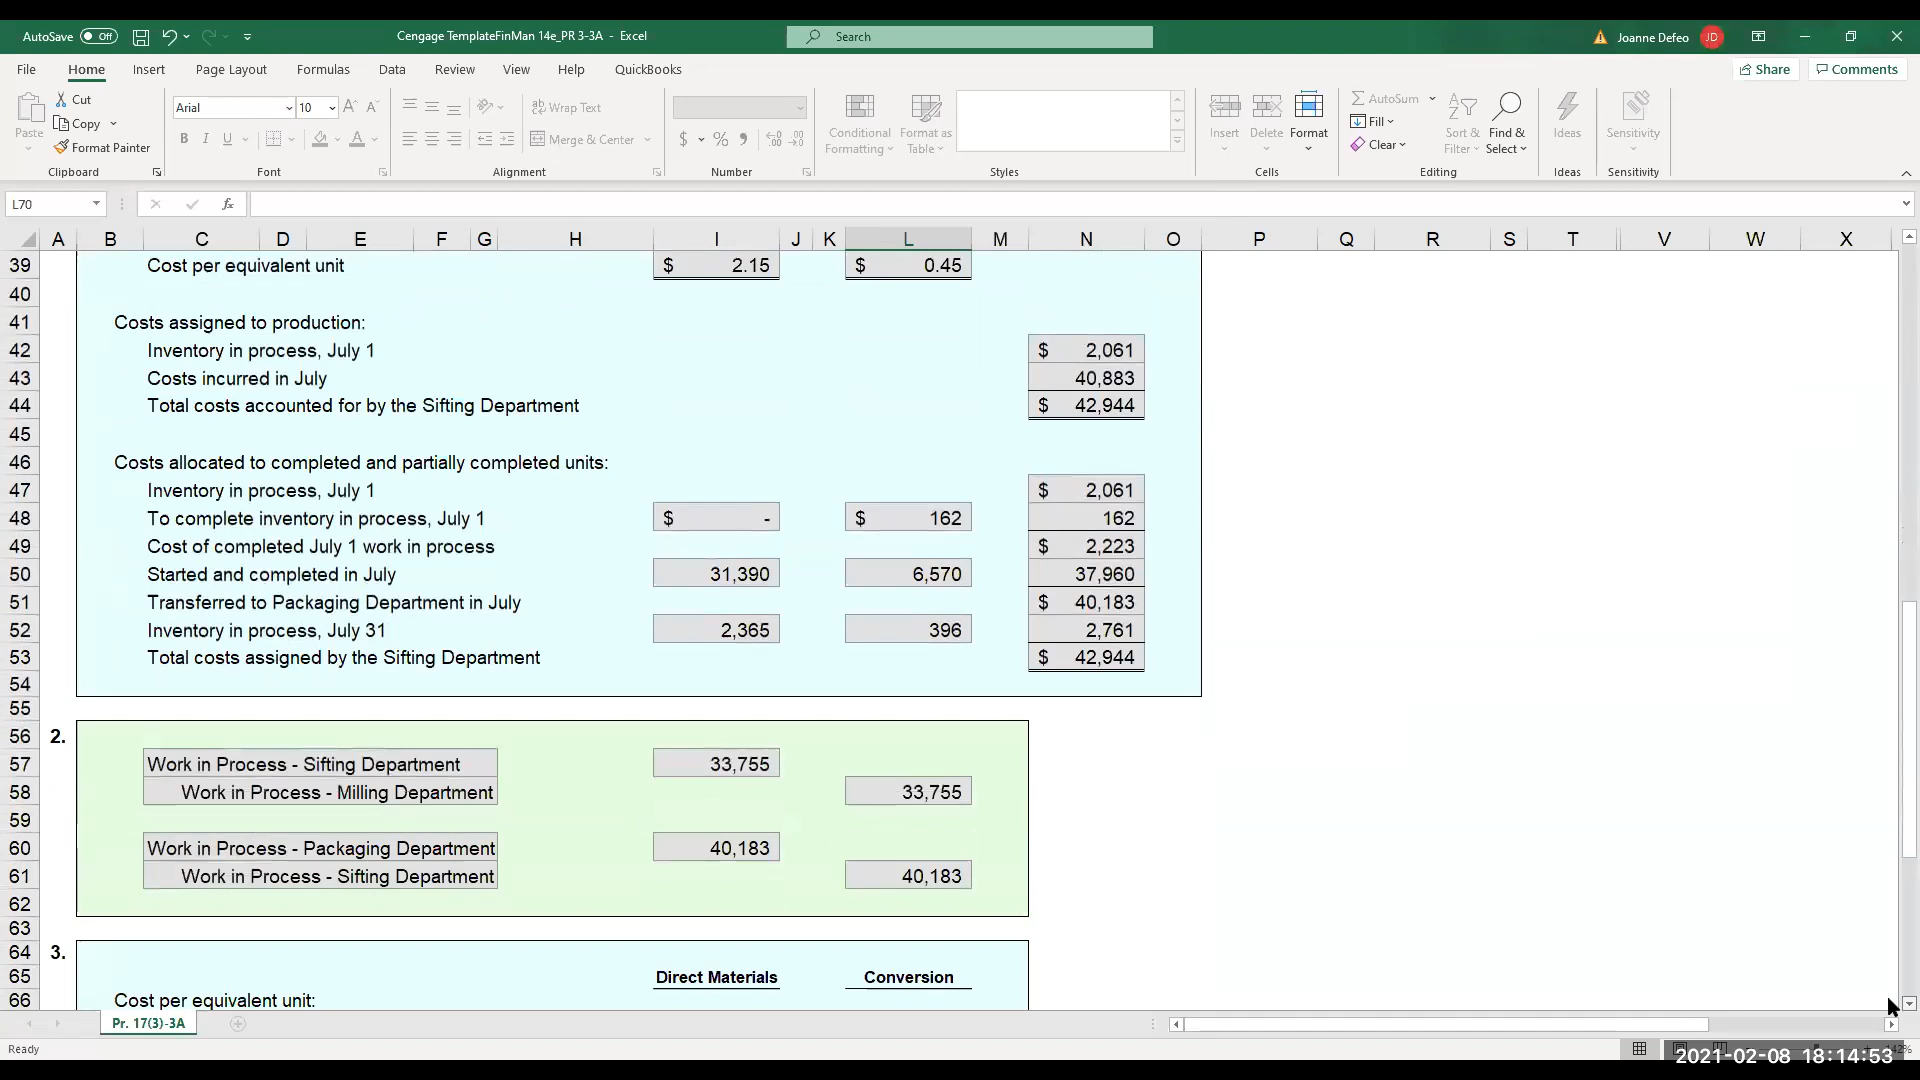 AutoSave Off Cengage TemplateFinMan 14e_PR 3-3A - Excel Search Joanne Defeo JD
File Home Insert Page Layout Formulas Data Review View Help QuickBooks Share Comments
Paste Cut Copy Format Painter
Arial 10
B I U A
Wrap Text
Merge & Center
$ % 9
Conditional Formatting Format as Table
Insert Delete Format
AutoSum Fill Clear Sort & Filter Find & Select
Ideas Sensitivity
Clipboard Font Alignment Number Styles Cells Editing Ideas Sensitivity
L70 fx
A B C D E F G H I J K L M N O P Q R S T V W X
39 Cost per equivalent unit $ 2.15 $ 0.45
40
41 Costs assigned to production:
42 Inventory in process, July 1 $ 2,061
43 Costs incurred in July 40,883
44 Total costs accounted for by the Sifting Department $ 42,944
45
46 Costs allocated to completed and partially completed units:
47 Inventory in process, July 1 $ 2,061
48 To complete inventory in process, July 1 $ - $ 162 162
49 Cost of completed July 1 work in process $ 2,223
50 Started and completed in July 31,390 6,570 37,960
51 Transferred to Packaging Department in July $ 40,183
52 Inventory in process, July 31 2,365 396 2,761
53 Total costs assigned by the Sifting Department $ 42,944
54
55
56 2.
57 Work in Process - Sifting Department 33,755
58 Work in Process - Milling Department 33,755
59
60 Work in Process - Packaging Department 40,183
61 Work in Process - Sifting Department 40,183
62
63
64 3.
65 Direct Materials Conversion
66 Cost per equivalent unit:
Pr. 17(3)-3A
Ready
2021-02-08 18:14:53